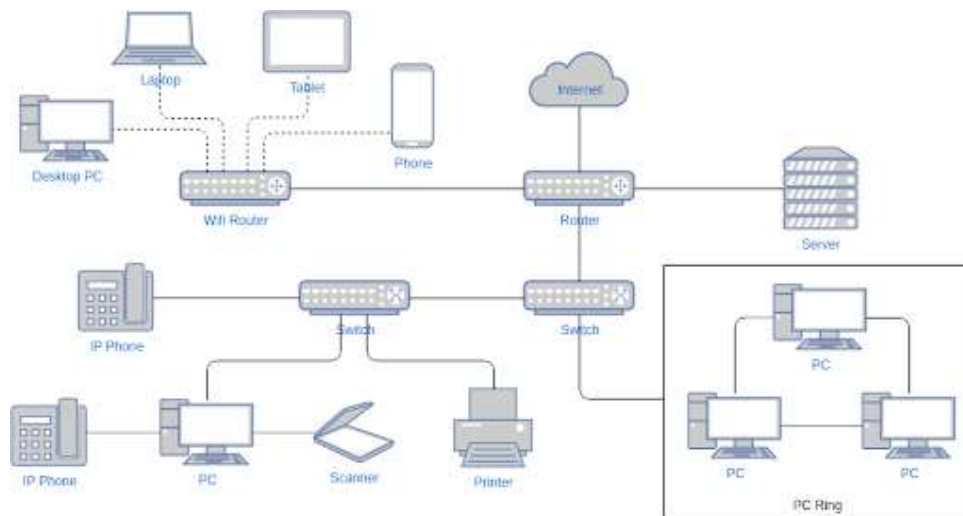 Laptop
Tablet
Internet
Desktop PC
Phone
Wifi Router
Router
Server
IP Phone
Switch
Switch
PC
IP Phone
PC
Scanner
Printer
PC
PC
PC Ring